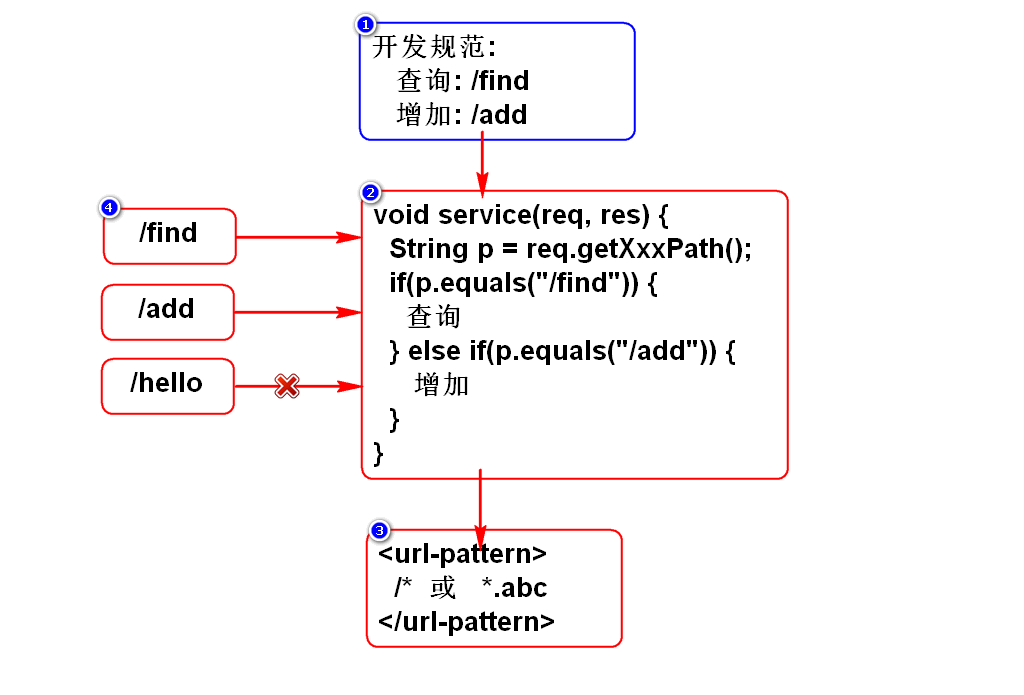 1
开发规范:
查询: /find
增加: /add
2
void service(req, res) {
String p = req.getXxxPath();
if(p.equals("/find")) {
查询
} else if(p.equals("/add")) {
增加
}
}
4
/find
/add
/hello
3
<url-pattern>
/* 或 *.abc
</url-pattern>